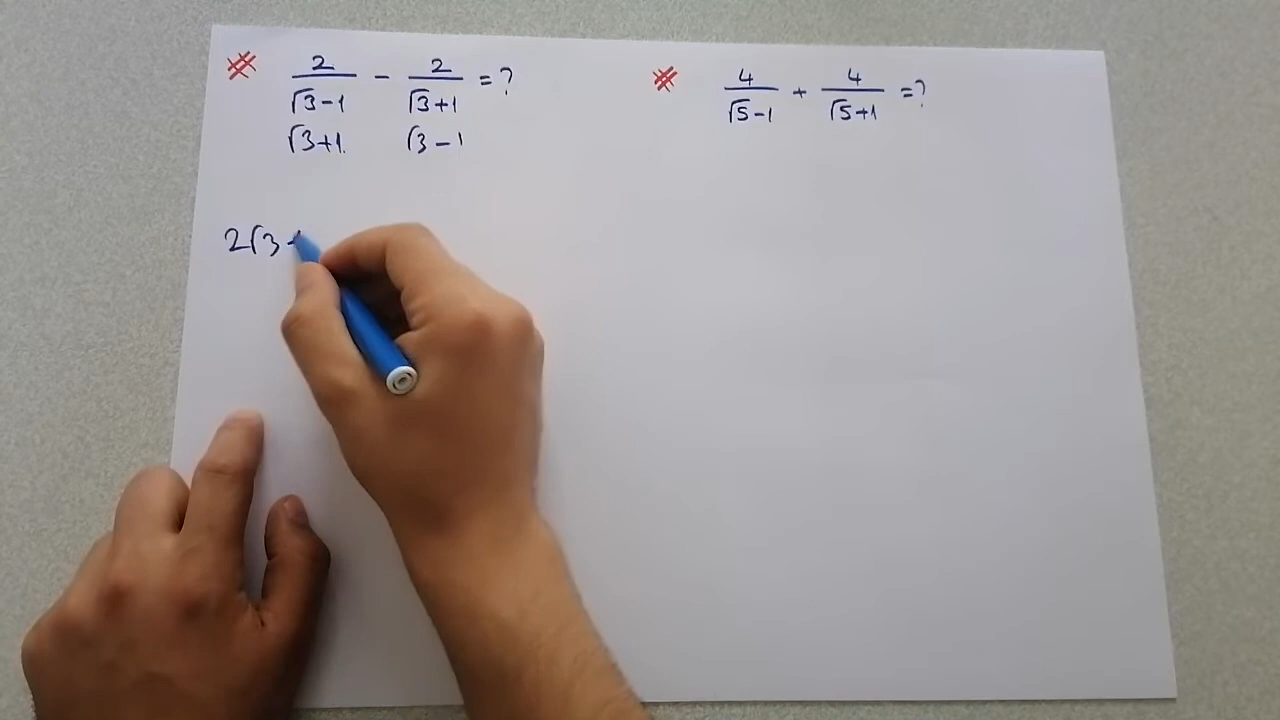 # 2/(√3-1) - 2/(√3+1) = ?
√3+1. √3-1
2√3 +
# 4/(√5-1) + 4/(√5+1) = ?